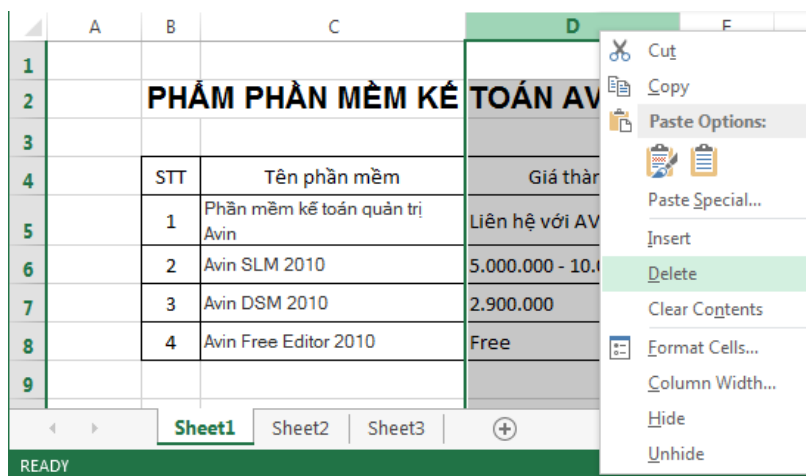 A B C D
Cut
1
Copy
2 PHẨM PHẦN MỀM KẾ TOÁN AV
Paste Options:
3
4 STT Tên phần mềm Giá thàn
Paste Special...
5 1 Phần mềm kế toán quản trị
Avin
Liên hệ với AV
Insert
6 2 Avin SLM 2010 5.000.000 - 10.0
Delete
7 3 Avin DSM 2010 2.900.000
Clear Contents
8 4 Avin Free Editor 2010 Free
Format Cells...
9
Column Width...
Sheet1 Sheet2 Sheet3
Hide
Unhide
READY